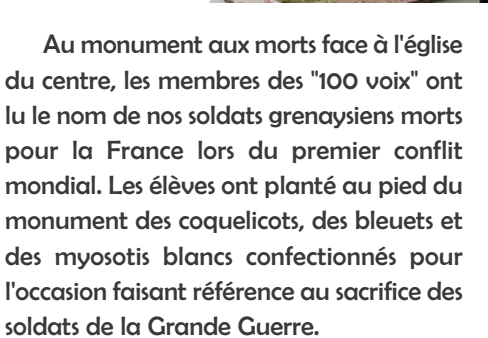 Au monument aux morts face à l'église
du centre, les membres des "100 voix" ont
lu le nom de nos soldats grenaysiens morts
pour la France lors du premier conflit
mondial. Les élèves ont planté au pied du
monument des coquelicots, des bleuets et
des myosotis blancs confectionnés pour
l'occasion faisant référence au sacrifice des
soldats de la Grande Guerre.